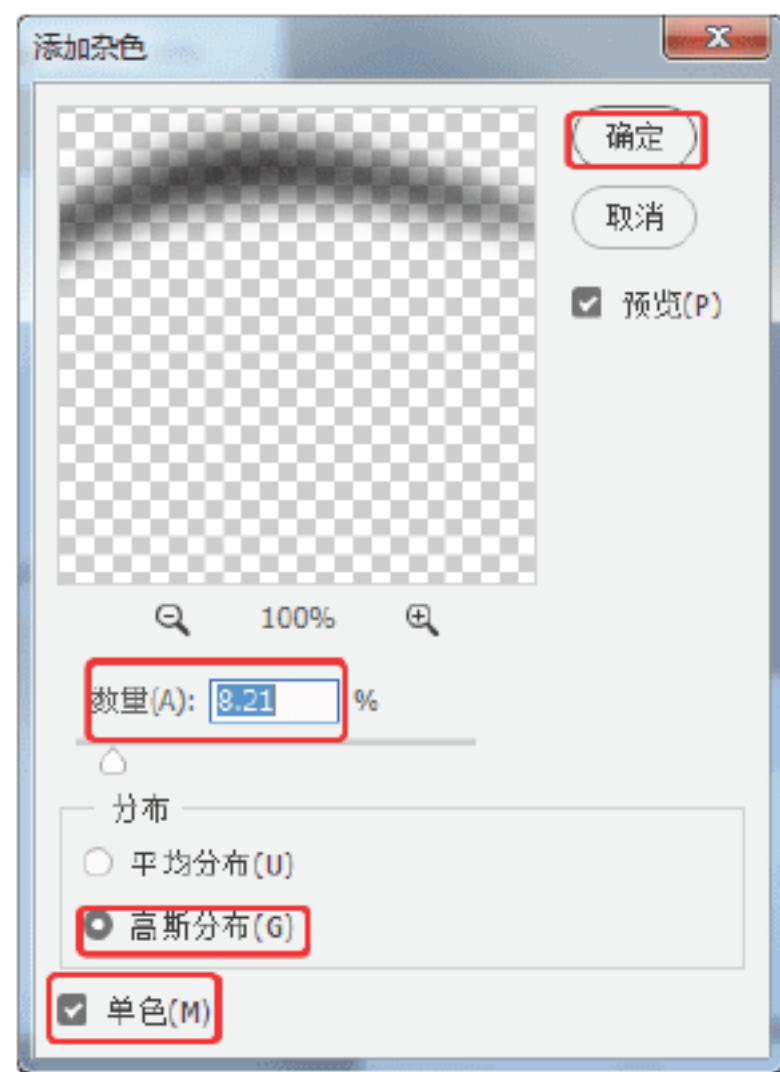 添加杂色
确定
取消
预览(P)
100%
数量(A): 8.21 %
分布
平均分布(U)
高斯分布(G)
单色(M)